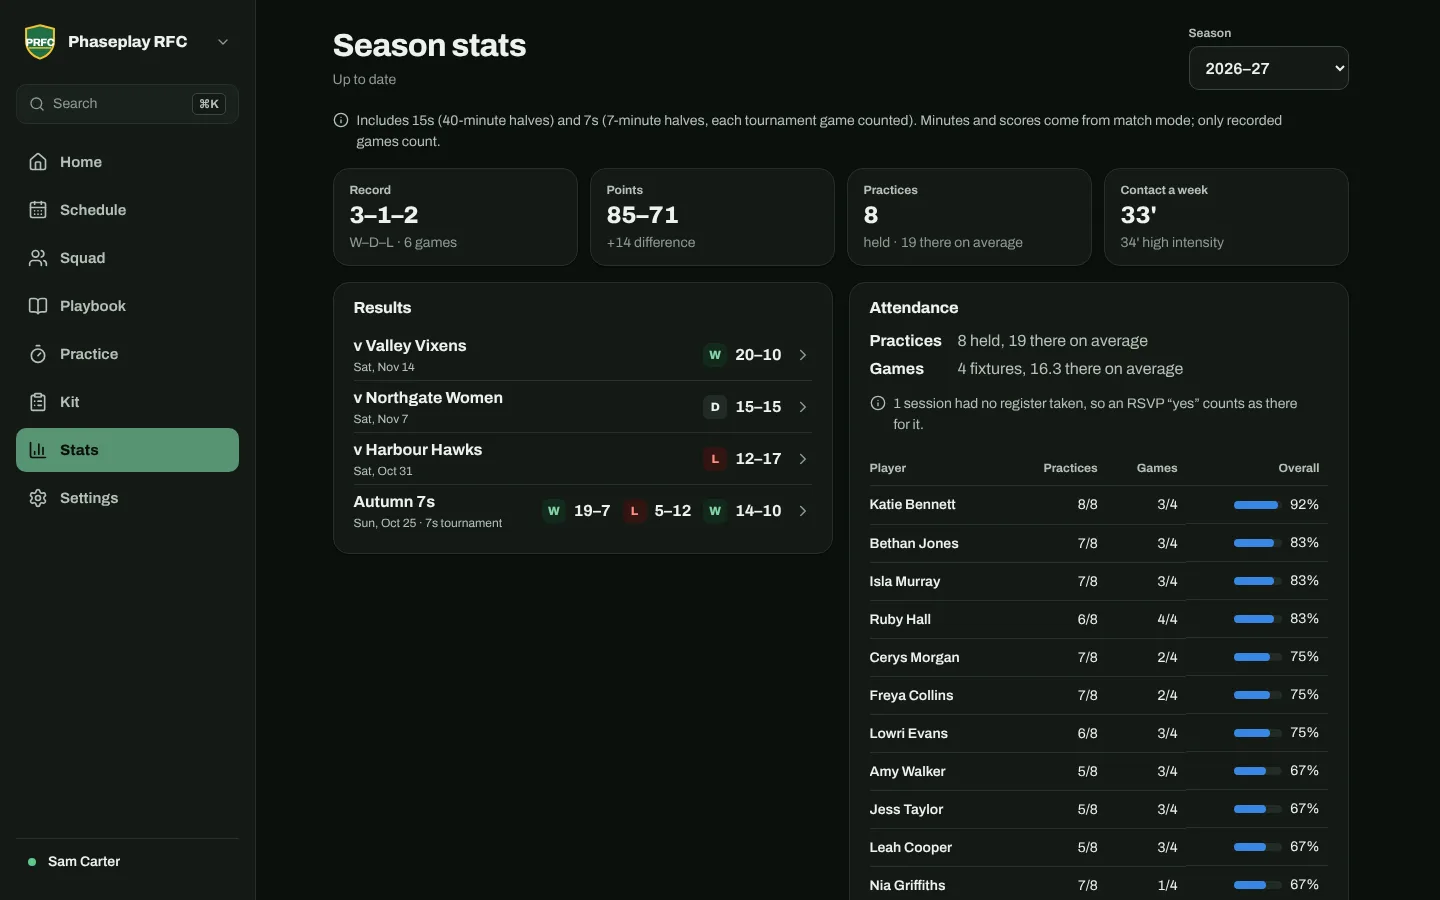 PRFC
Phaseplay RFC
Search
⌘K
Home
Schedule
Squad
Playbook
Practice
Kit
Stats
Settings
Sam Carter
Season stats
Up to date
Season
2026–27
Includes 15s (40-minute halves) and 7s (7-minute halves, each tournament game counted). Minutes and scores come from match mode; only recorded
games count.
Record
3–1–2
W–D–L · 6 games
Points
85–71
+14 difference
Practices
8
held · 19 there on average
Contact a week
33'
34' high intensity
Results
v Valley Vixens
Sat, Nov 14
W 20–10
v Northgate Women
Sat, Nov 7
D 15–15
v Harbour Hawks
Sat, Oct 31
L 12–17
Autumn 7s
Sun, Oct 25 · 7s tournament
W 19–7 L 5–12 W 14–10
Attendance
Practices 8 held, 19 there on average
Games 4 fixtures, 16.3 there on average
1 session had no register taken, so an RSVP “yes” counts as there
for it.
Player Practices Games Overall
Katie Bennett 8/8 3/4 92%
Bethan Jones 7/8 3/4 83%
Isla Murray 7/8 3/4 83%
Ruby Hall 6/8 4/4 83%
Cerys Morgan 7/8 2/4 75%
Freya Collins 7/8 2/4 75%
Lowri Evans 6/8 3/4 75%
Amy Walker 5/8 3/4 67%
Jess Taylor 5/8 3/4 67%
Leah Cooper 5/8 3/4 67%
Nia Griffiths 7/8 1/4 67%